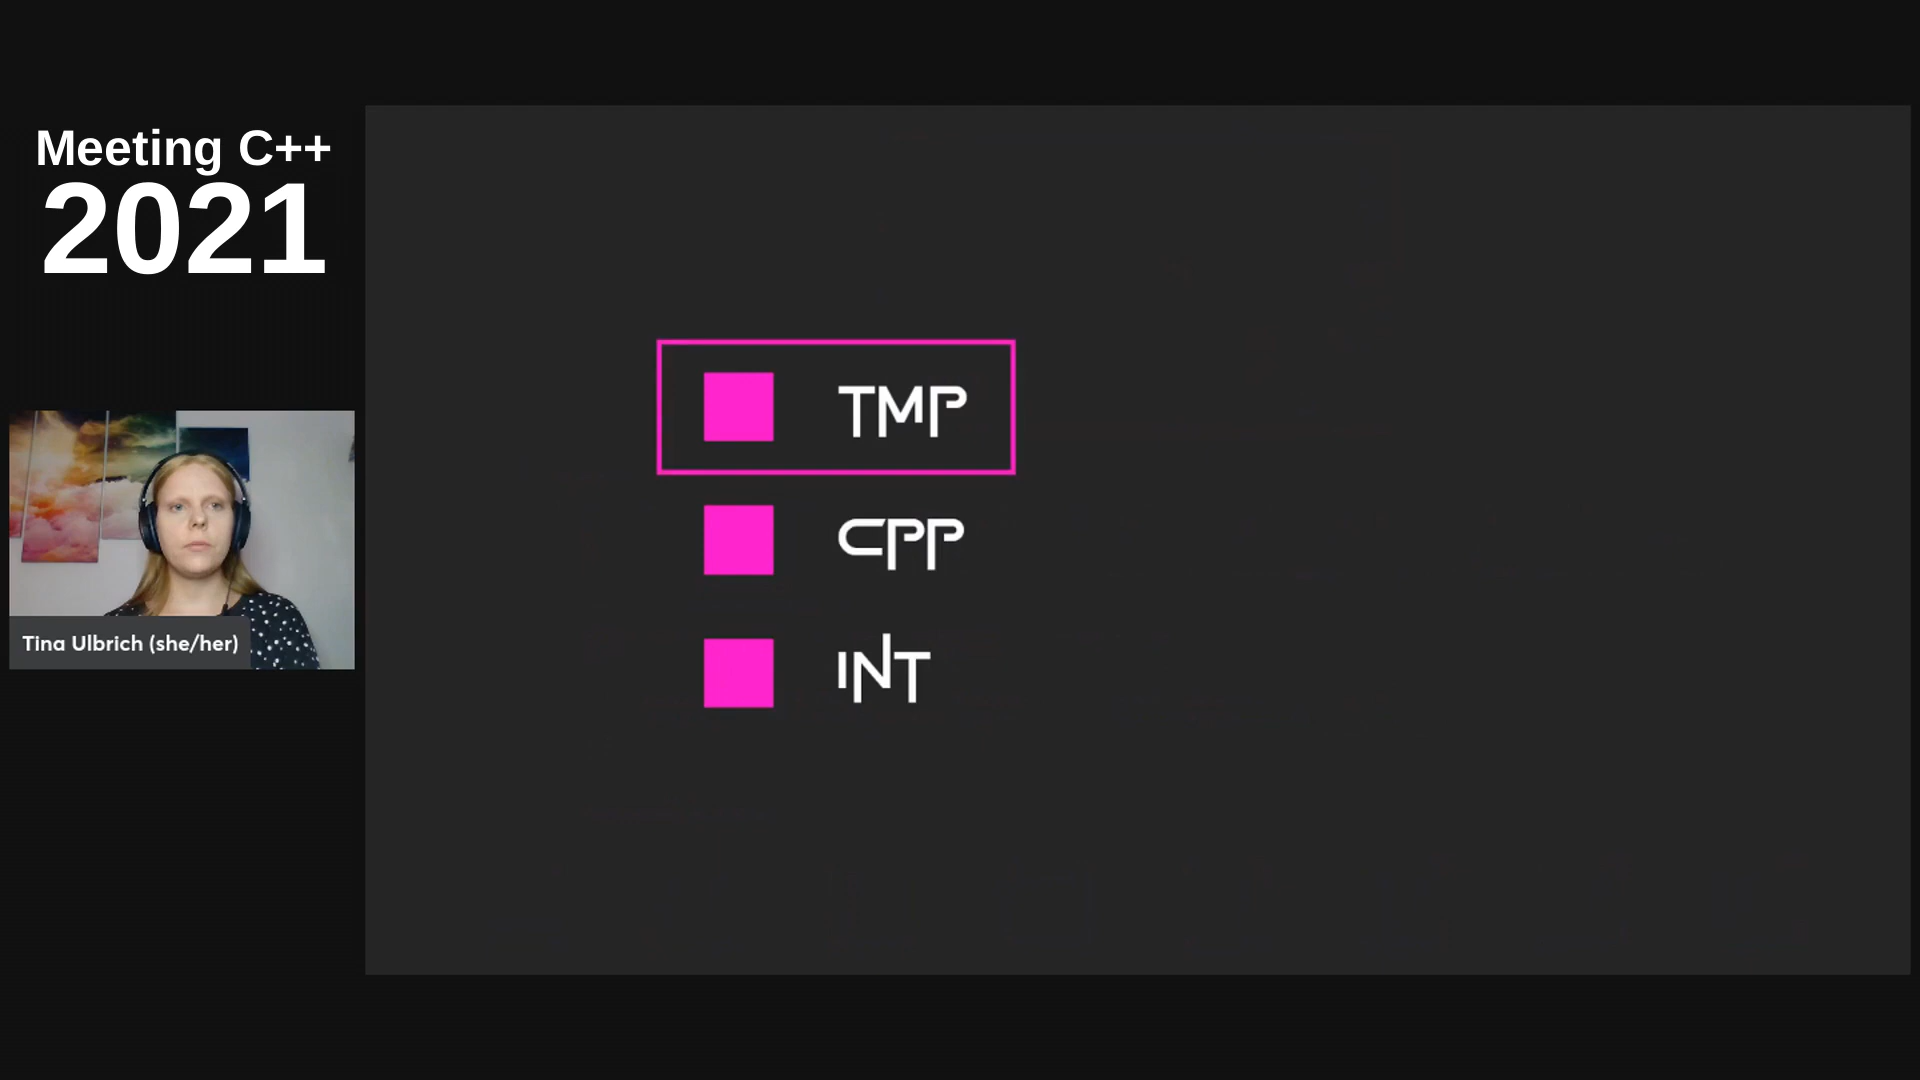 Meeting C++
2021
TMP
CPP
INT
Tina Ulbrich (she/her)